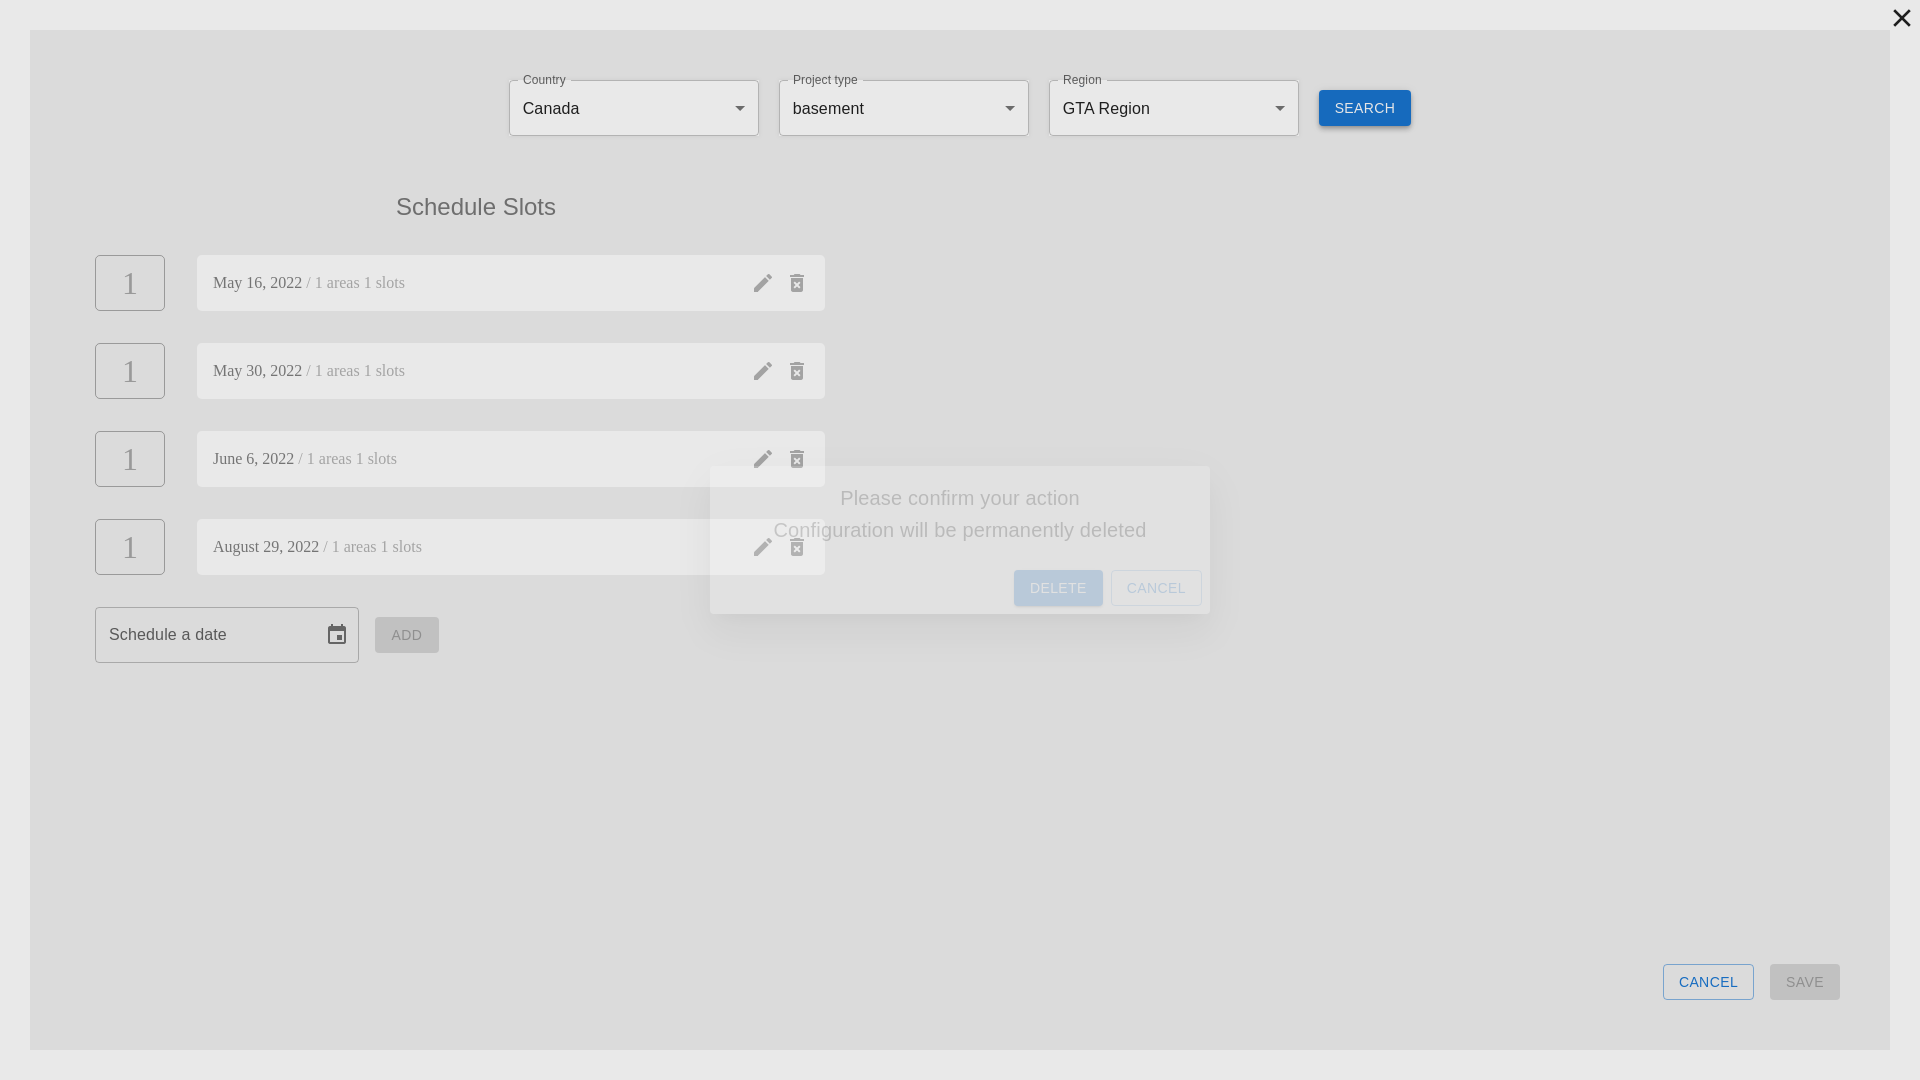 Country
Canada
Project type
basement
Region
GTA Region
SEARCH
Schedule Slots
1
May 16, 2022 / 1 areas 1 slots
1
May 30, 2022 / 1 areas 1 slots
1
June 6, 2022 / 1 areas 1 slots
1
August 29, 2022 / 1 areas 1 slots
Please confirm your action
Configuration will be permanently deleted
DELETE
CANCEL
Schedule a date
ADD
CANCEL
SAVE